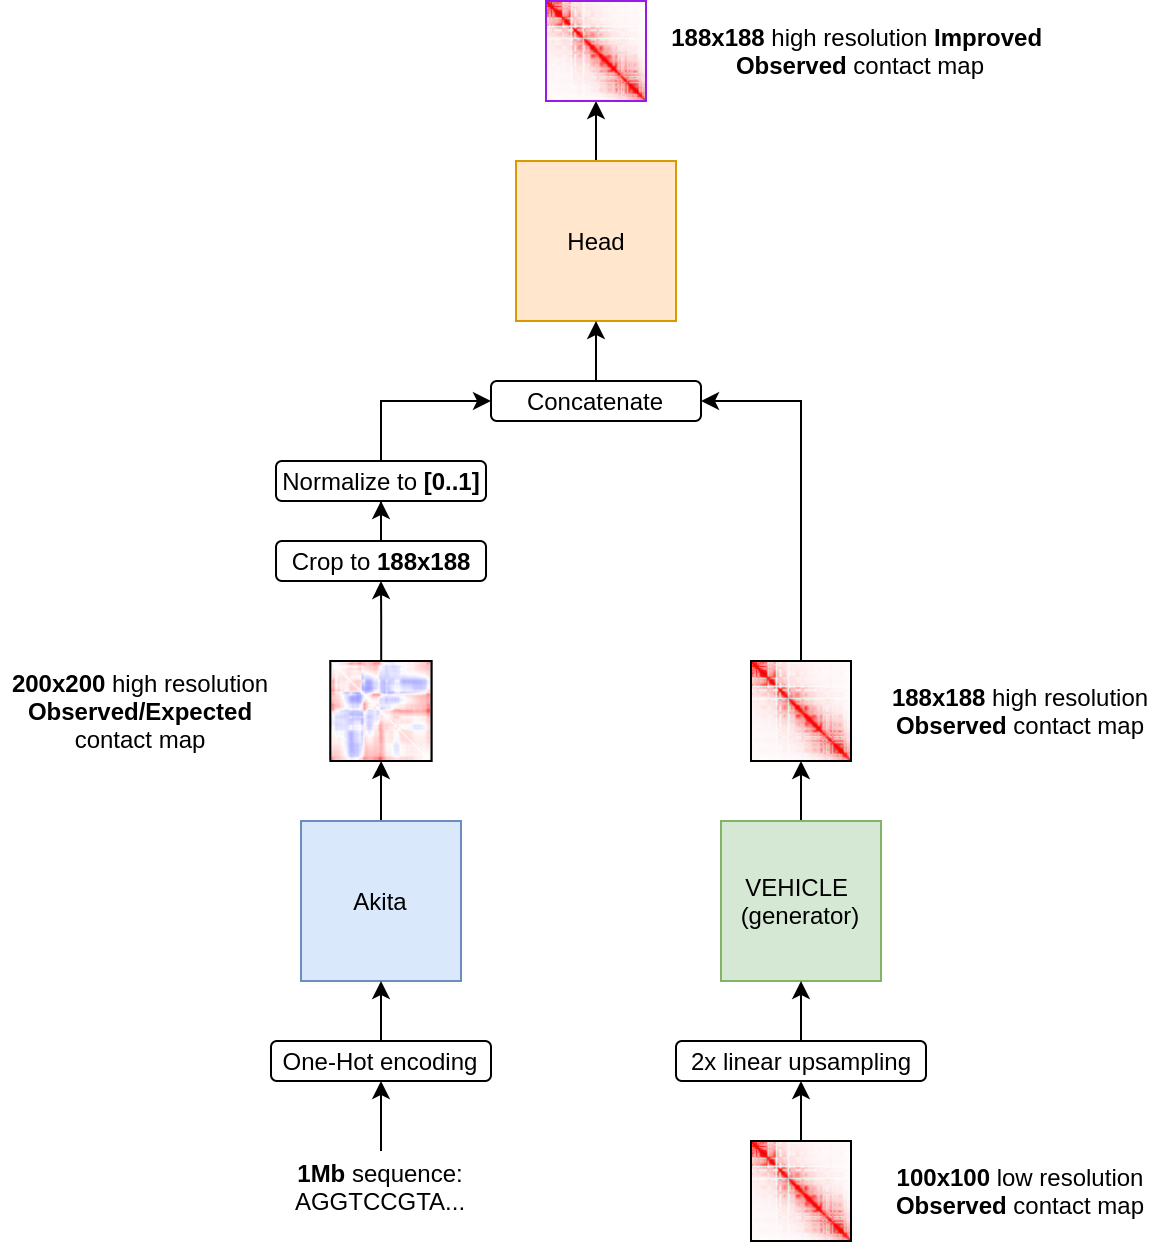 188x188 high resolution Improved
Observed contact map
Head
Concatenate
Normalize to [0..1]
Crop to 188x188
200x200 high resolution
Observed/Expected
contact map
188x188 high resolution
Observed contact map
Akita
VEHICLE
(generator)
One-Hot encoding
2x linear upsampling
1Mb sequence:
AGGTCCGTA...
100x100 low resolution
Observed contact map